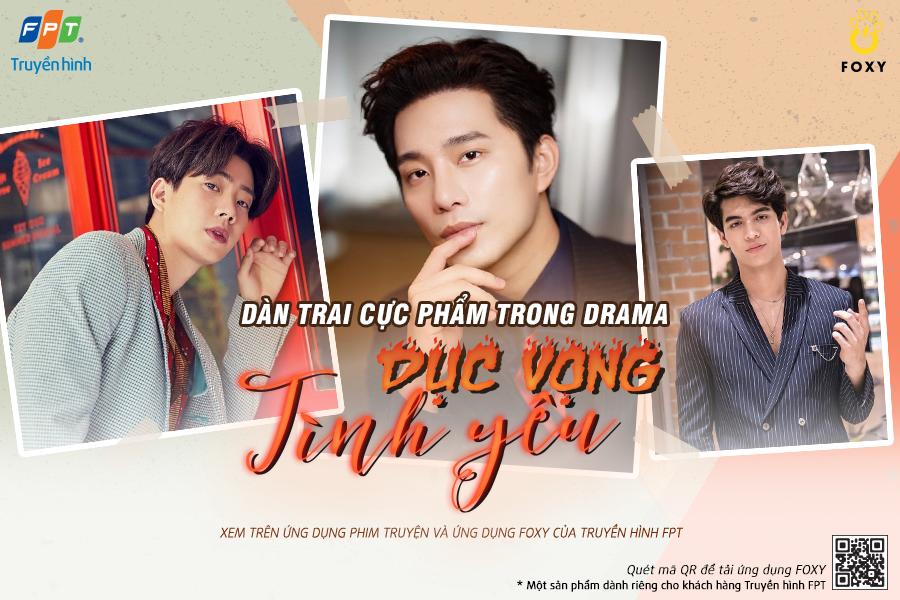 FPT
Truyền hình
FOXY
Ice
Cream
DÀN TRAI CỰC PHẨM TRONG DRAMA
DỤC VỌNG
Tình yêu
XEM TRÊN ỨNG DỤNG PHIM TRUYỆN VÀ ỨNG DỤNG FOXY CỦA TRUYỀN HÌNH FPT
Quét mã QR để tải ứng dụng FOXY
* Một sản phẩm dành riêng cho khách hàng Truyền hình FPT